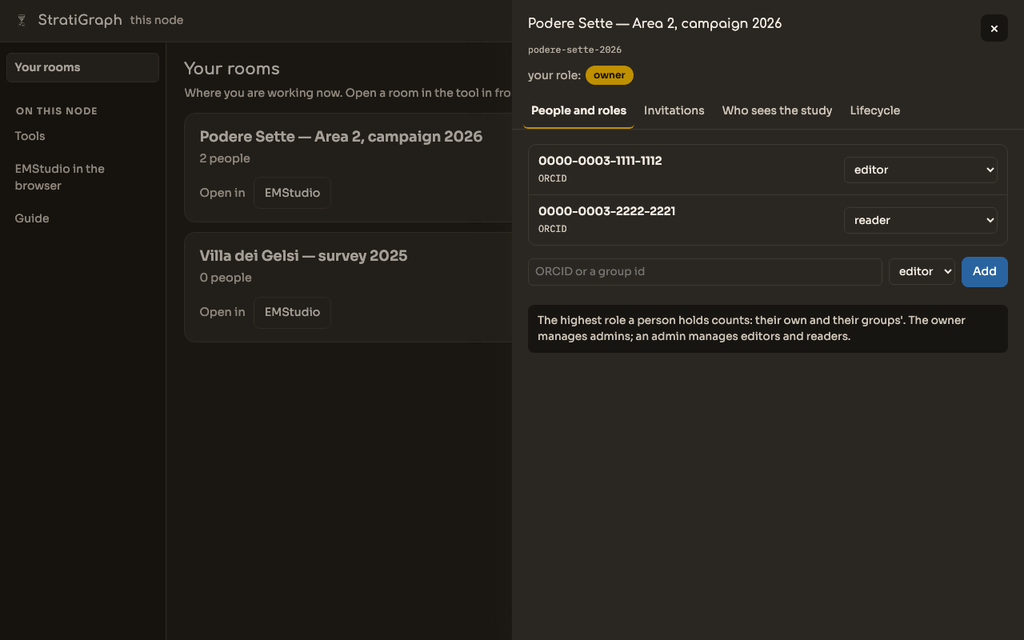 StratiGraph this node
Your rooms
ON THIS NODE
Tools
EMStudio in the
browser
Guide
Your rooms
Where you are working now. Open a room in the tool in fro
Podere Sette — Area 2, campaign 2026
2 people
Open in EMStudio
Villa dei Gelsi — survey 2025
0 people
Open in EMStudio
Podere Sette — Area 2, campaign 2026
podere-sette-2026
your role: owner
People and roles Invitations Who sees the study Lifecycle
0000-0003-1111-1112
ORCID
editor
0000-0003-2222-2221
ORCID
reader
ORCID or a group id editor Add
The highest role a person holds counts: their own and their groups'. The owner
manages admins; an admin manages editors and readers.